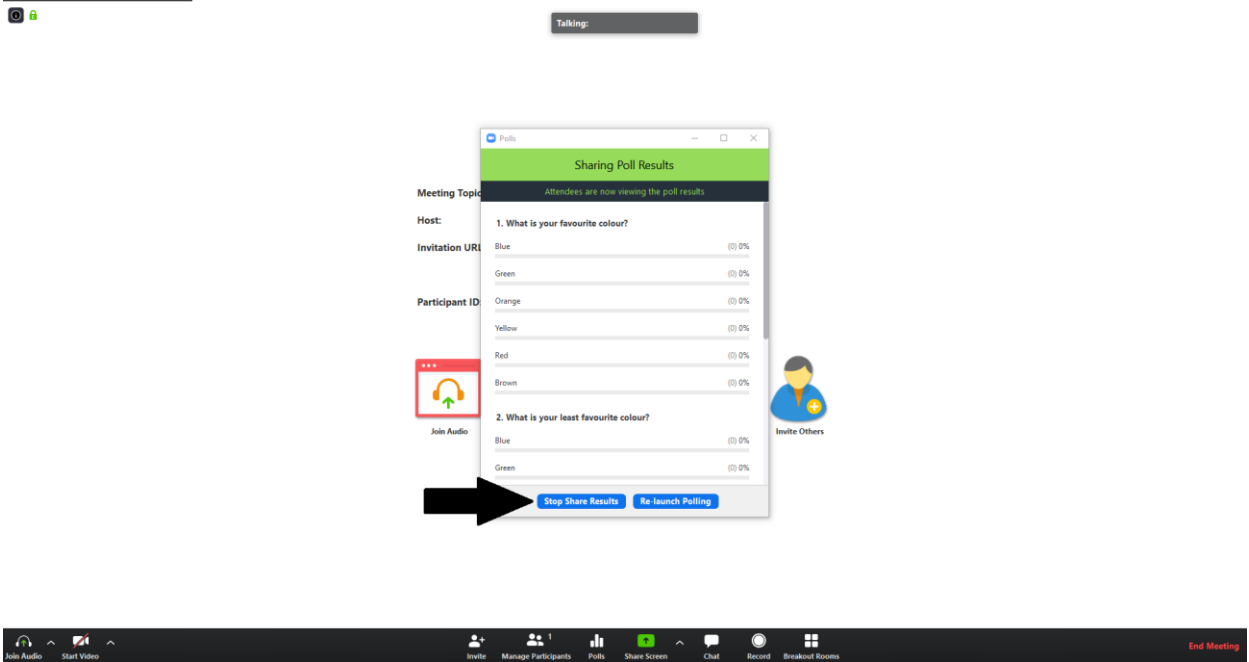 Talking:
Polls
Sharing Poll Results
Attendees are now viewing the poll results
Meeting Topic
Host:
Invitation URL
Participant ID
1. What is your favourite colour?
Blue (0) 0%
Green (0) 0%
Orange (0) 0%
Yellow (0) 0%
Red (0) 0%
Brown (0) 0%
2. What is your least favourite colour?
Blue (0) 0%
Green (0) 0%
Join Audio
Invite Others
Stop Share Results Re-launch Polling
1
Join Audio Start Video Invite Manage Participants Polls Share Screen Chat Record Breakout Rooms End Meeting